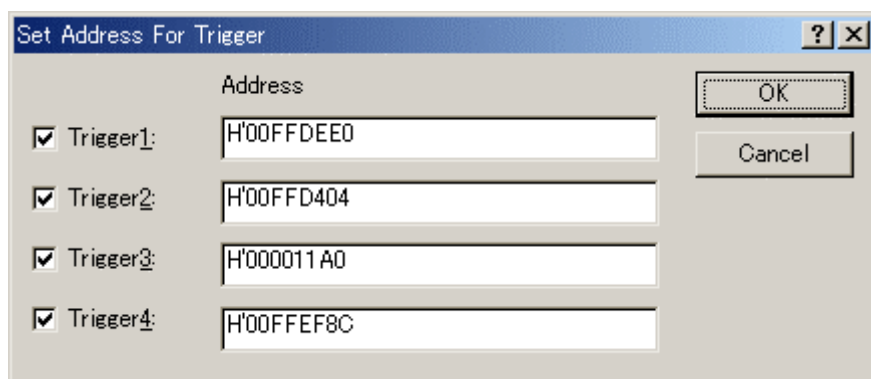 Set Address For Trigger
Address
OK
Trigger1: H'00FFDEE0
Cancel
Trigger2: H'00FFD404
Trigger3: H'000011A0
Trigger4: H'00FFEF8C